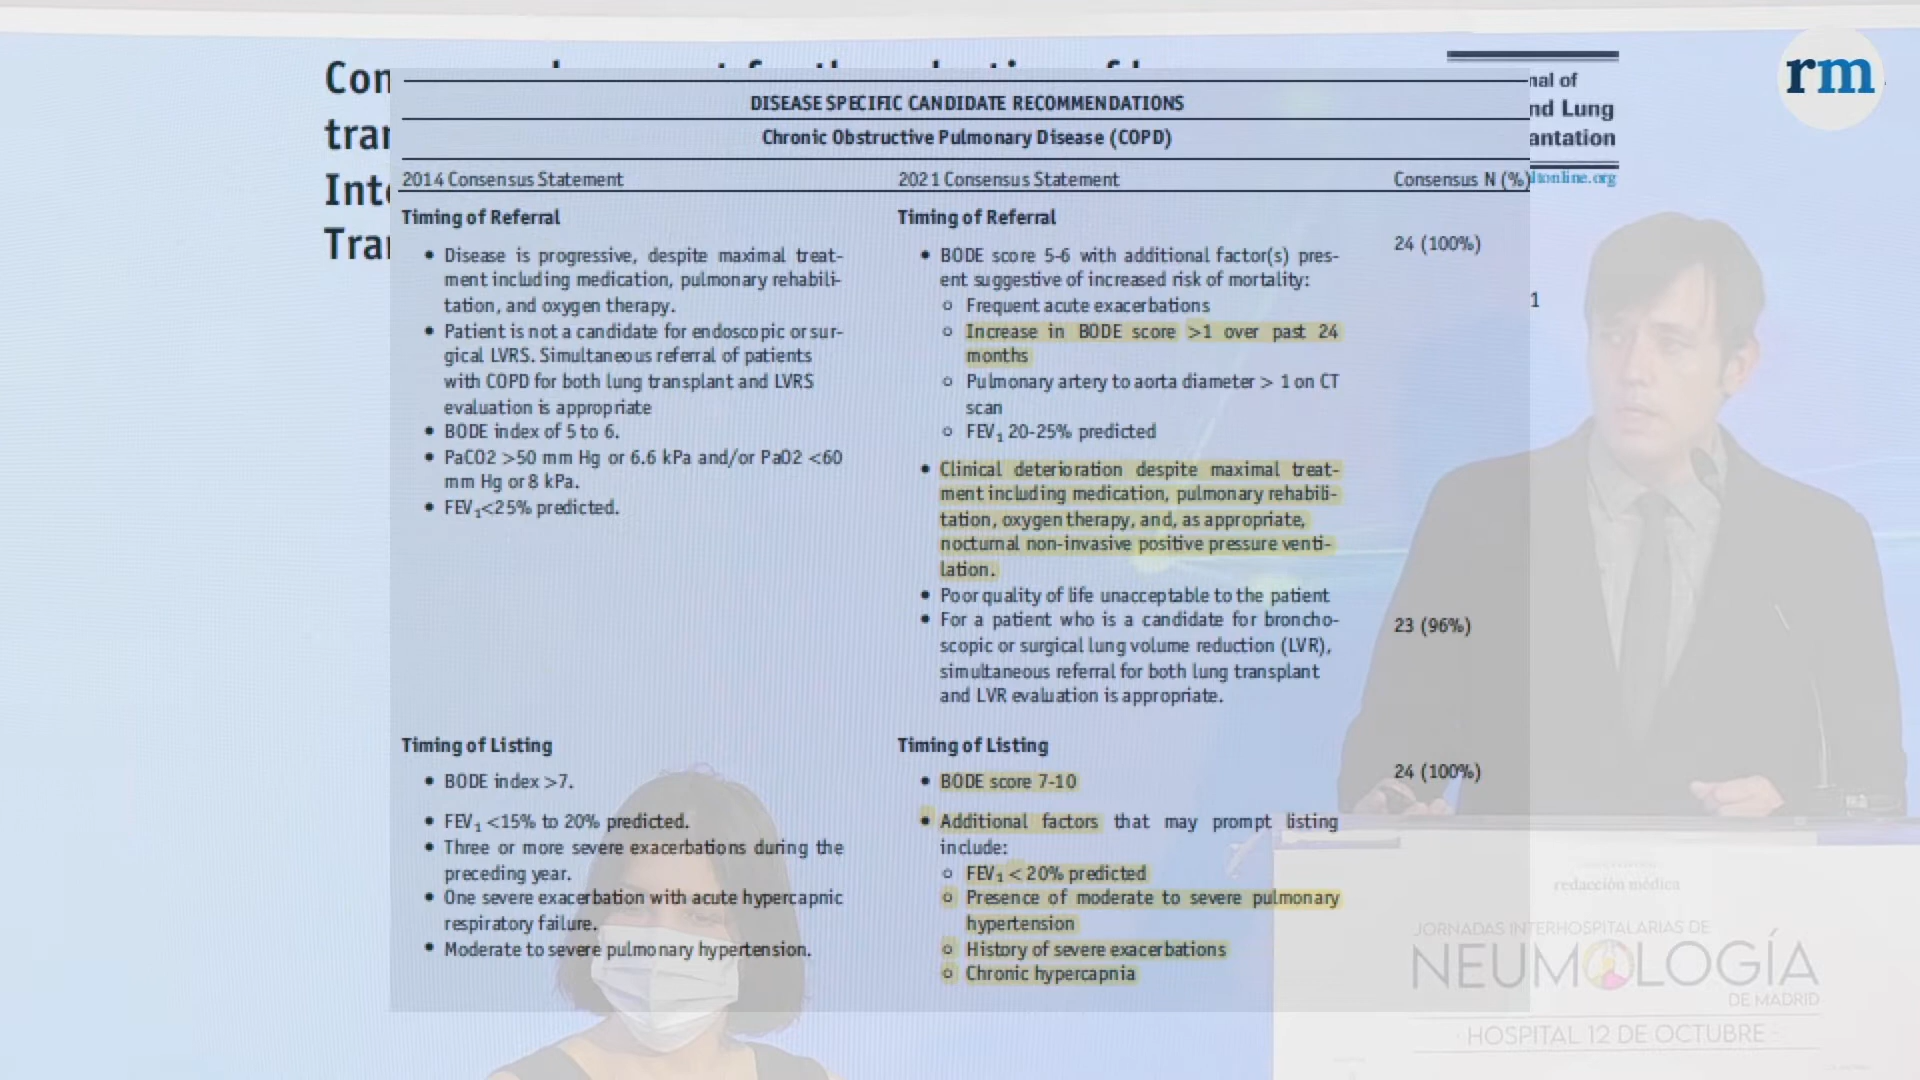 rm
Con
tran
Inte
Tran
nal of
nd Lung
antation
ltonline.org
1
DISEASE SPECIFIC CANDIDATE RECOMMENDATIONS
Chronic Obstructive Pulmonary Disease (COPD)
2014 Consensus Statement
2021 Consensus Statement
Consensus N (%)
Timing of Referral
• Disease is progressive, despite maximal treat-
ment including medication, pulmonary rehabili-
tation, and oxygen therapy.
• Patient is not a candidate for endoscopic or sur-
gical LVRS. Simultaneous referral of patients
with COPD for both lung transplant and LVRS
evaluation is appropriate
• BODE index of 5 to 6.
• PaCO2 >50 mm Hg or 6.6 kPa and/or PaO2 <60
mm Hg or 8 kPa.
• FEV1<25% predicted.
Timing of Referral
• BODE score 5-6 with additional factor(s) pres-
ent suggestive of increased risk of mortality:
○ Frequent acute exacerbations
○ Increase in BODE score >1 over past 24
months
○ Pulmonary artery to aorta diameter > 1 on CT
scan
○ FEV1 20-25% predicted
• Clinical deterioration despite maximal treat-
ment including medication, pulmonary rehabili-
tation, oxygen therapy, and, as appropriate,
nocturnal non-invasive positive pressure venti-
lation.
• Poor quality of life unacceptable to the patient
• For a patient who is a candidate for broncho-
scopic or surgical lung volume reduction (LVR),
simultaneous referral for both lung transplant
and LVR evaluation is appropriate.
24 (100%)
23 (96%)
Timing of Listing
• BODE index >7.
• FEV1 <15% to 20% predicted.
• Three or more severe exacerbations during the
preceding year.
• One severe exacerbation with acute hypercapnic
respiratory failure.
• Moderate to severe pulmonary hypertension.
Timing of Listing
• BODE score 7-10
• Additional factors that may prompt listing
include:
○ FEV1 < 20% predicted
○ Presence of moderate to severe pulmonary
hypertension
○ History of severe exacerbations
○ Chronic hypercapnia
24 (100%)
redacción médica
JORNADAS INTERHOSPITALARIAS DE
NEUMOLOGÍA
DE MADRID
· HOSPITAL 12 DE OCTUBRE ·